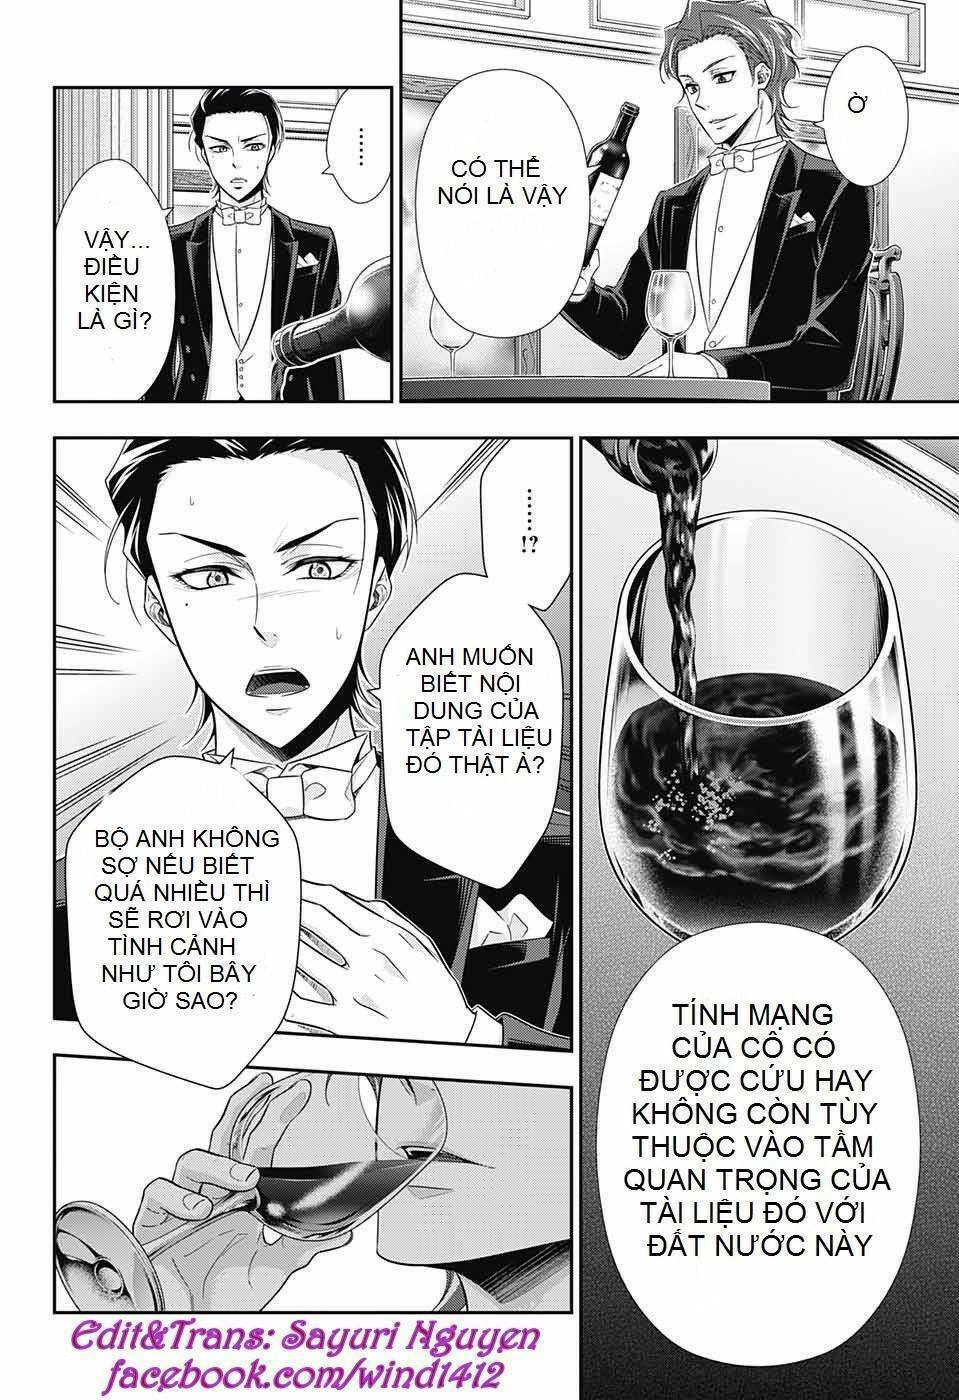 Ờ
CÓ THỂ
NÓI LÀ VẬY
......
VẬY...
ĐIỀU
KIỆN
LÀ GÌ?
TÍNH MẠNG
CỦA CÔ CÓ
ĐƯỢC CỨU HAY
KHÔNG CÒN TÙY
THUỘC VÀO TẦM
QUAN TRỌNG CỦA
TÀI LIỆU ĐÓ VỚI
ĐẤT NƯỚC NÀY
......!?
ANH MUỐN
BIẾT NỘI
DUNG CỦA
TẬP TÀI LIỆU
ĐÓ THẬT À?
BỘ ANH KHÔNG
SỢ NẾU BIẾT
QUÁ NHIỀU THÌ
SẼ RƠI VÀO
TÌNH CẢNH
NHƯ TÔI BÂY
GIỜ SAO?
Edit&Trans: Sayuri Nguyen
facebook.com/wind1412